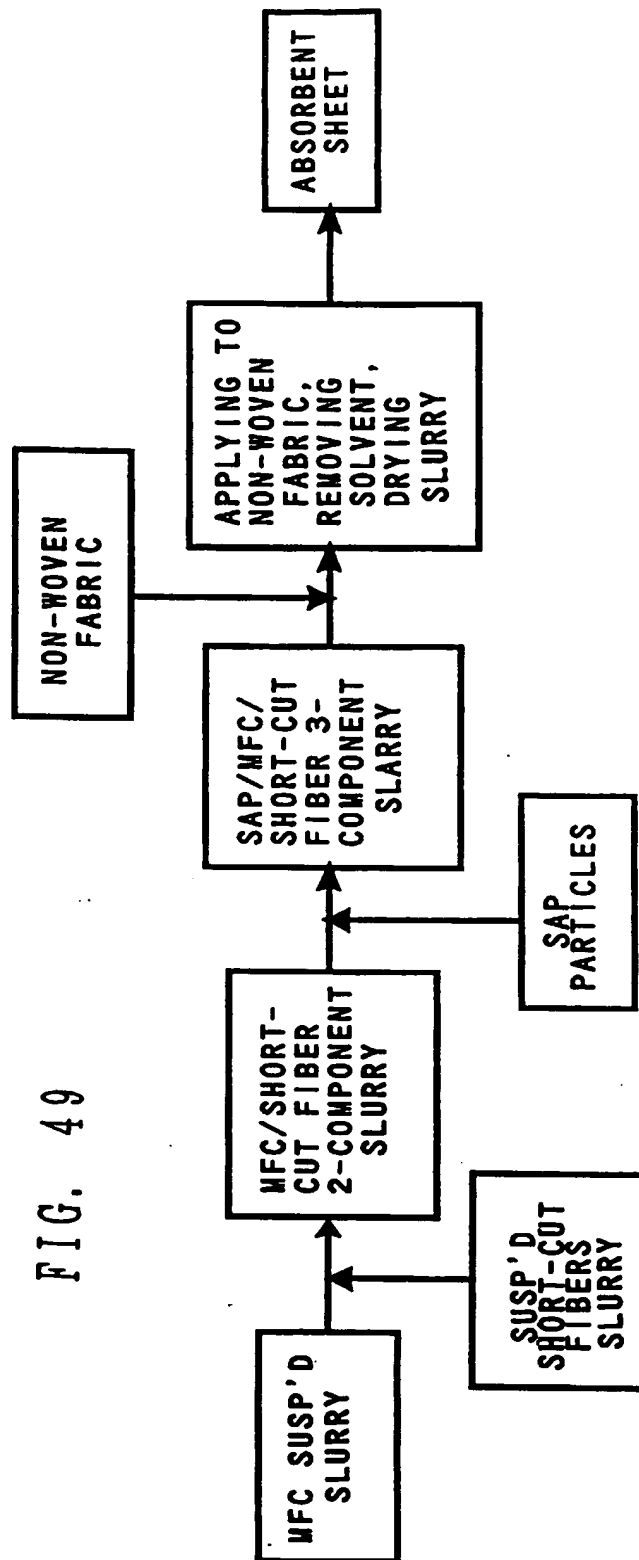 FIG. 49
MFC SUSP'D
SLURRY
SUSP'D
SHORT-CUT
FIBERS
SLURRY
MFC/SHORT-
CUT FIBER
2-COMPONENT
SLURRY
SAP
PARTICLES
SAP/MFC/
SHORT-CUT
FIBER 3-
COMPONENT
SLARRY
NON-WOVEN
FABRIC
APPLYING TO
NON-WOVEN
FABRIC,
REMOVING
SOLVENT,
DRYING
SLURRY
ABSORBENT
SHEET